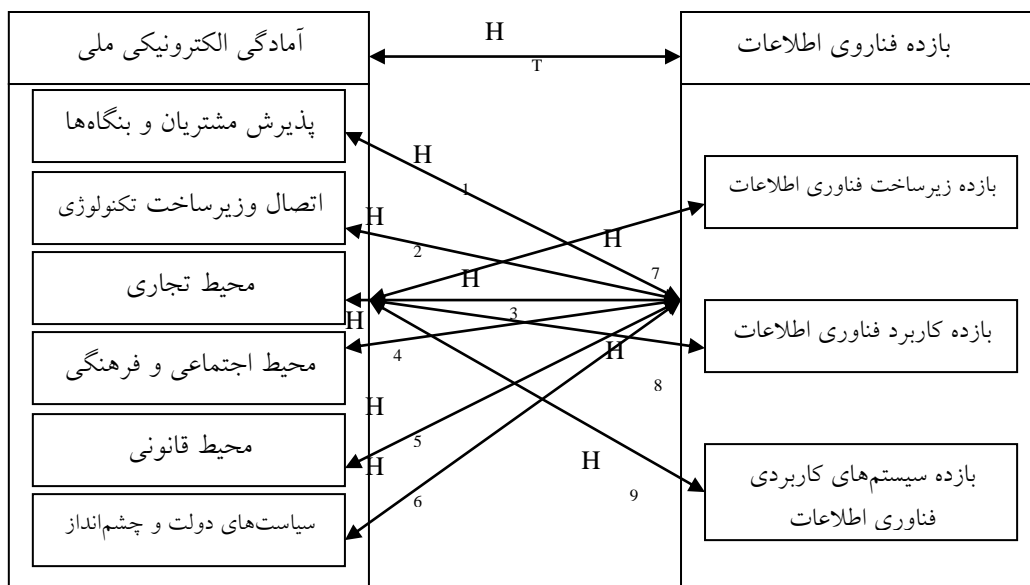 آمادگی الکترونیکی ملی
H
T
بازده فناروی اطلاعات
پذیرش مشتریان و بنگاه‌ها
H
1
اتصال وزیرساخت تکنولوژی
H
2
محیط تجاری
H
3
محیط اجتماعی و فرهنگی
H
4
محیط قانونی
H
5
سیاست‌های دولت و چشم‌انداز
H
6
بازده زیرساخت فناوری اطلاعات
H
7
بازده کاربرد فناوری اطلاعات
H
8
بازده سیستم‌های کاربردی
فناوری اطلاعات
H
9